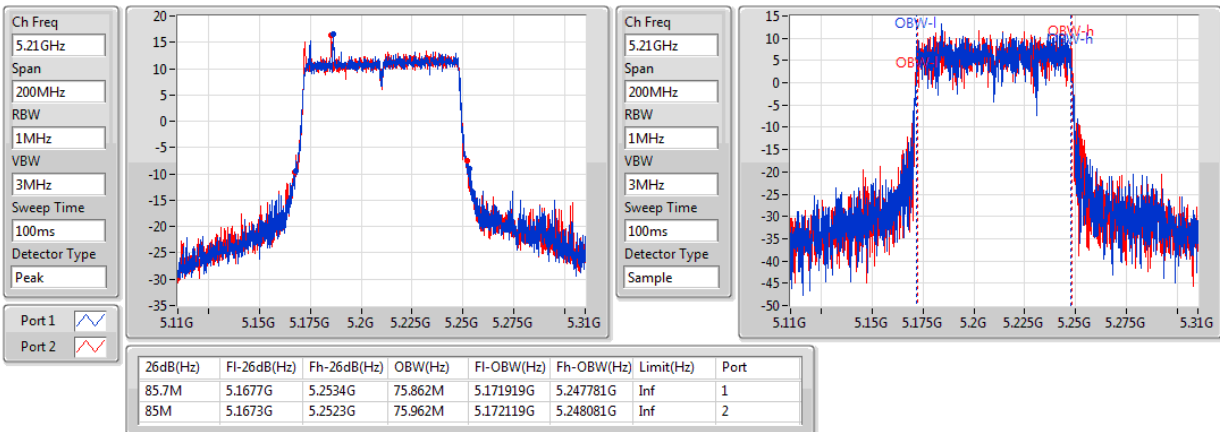 Ch Freq
5.21GHz
Span
200MHz
RBW
1MHz
VBW
3MHz
Sweep Time
100ms
Detector Type
Peak
Port 1
Port 2
20
15
10
5
0
-5
-10
-15
-20
-25
-30
-35
5.11G 5.15G 5.175G 5.2G 5.225G 5.25G 5.275G 5.31G
Ch Freq
5.21GHz
Span
200MHz
RBW
1MHz
VBW
3MHz
Sweep Time
100ms
Detector Type
Sample
15
10
5
0
-5
-10
-15
-20
-25
-30
-35
-40
-45
-50
OBW-l
OBW-h
OBW-l
OBW-h
5.11G 5.15G 5.175G 5.2G 5.225G 5.25G 5.275G 5.31G
26dB(Hz) Fl-26dB(Hz) Fh-26dB(Hz) OBW(Hz) Fl-OBW(Hz) Fh-OBW(Hz) Limit(Hz) Port
85.7M 5.1677G 5.2534G 75.862M 5.171919G 5.247781G Inf 1
85M 5.1673G 5.2523G 75.962M 5.172119G 5.248081G Inf 2